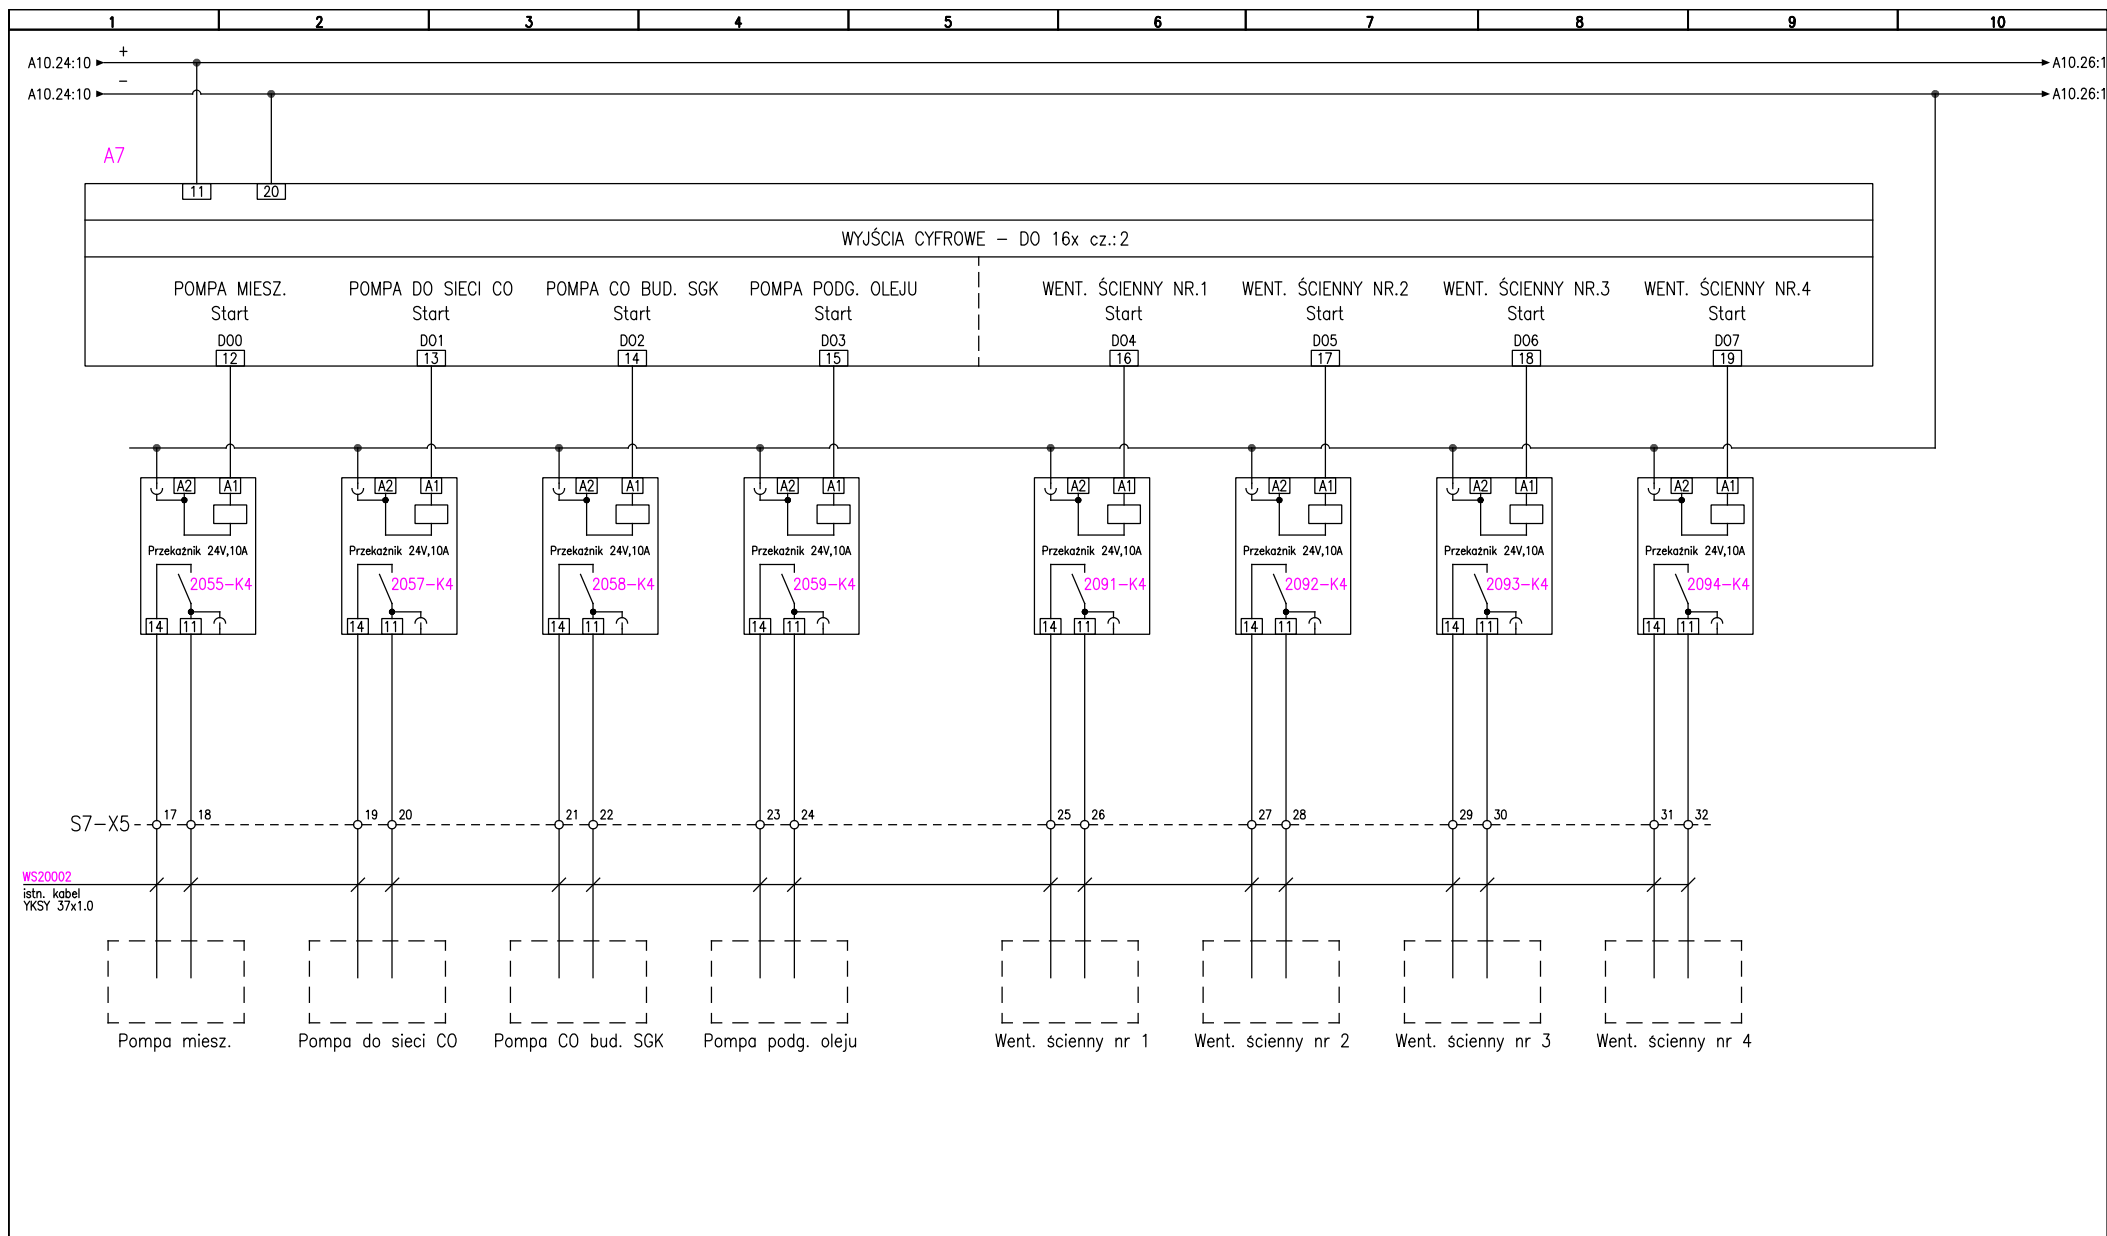 1 2 3 4 5 6 7 8 9 10
+
A10.24:10 A10.26:1
−
A10.24:10 A10.26:1
A7
11 20
WYJŚCIA CYFROWE – DO 16x cz.:2
POMPA MIESZ. POMPA DO SIECI CO POMPA CO BUD. SGK POMPA PODG. OLEJU WENT. ŚCIENNY NR.1 WENT. ŚCIENNY NR.2 WENT. ŚCIENNY NR.3 WENT. ŚCIENNY NR.4
Start Start Start Start Start Start Start Start
DO0 DO1 DO2 DO3 DO4 DO5 DO6 DO7
12 13 14 15 16 17 18 19
A2 A1 A2 A1 A2 A1 A2 A1 A2 A1 A2 A1 A2 A1 A2 A1
Przekaźnik 24V,10A Przekaźnik 24V,10A Przekaźnik 24V,10A Przekaźnik 24V,10A Przekaźnik 24V,10A Przekaźnik 24V,10A Przekaźnik 24V,10A Przekaźnik 24V,10A
2055–K4 2057–K4 2058–K4 2059–K4 2091–K4 2092–K4 2093–K4 2094–K4
14 11 14 11 14 11 14 11 14 11 14 11 14 11 14 11
S7–X5 17 18 19 20 21 22 23 24 25 26 27 28 29 30 31 32
WS20002
istn. kabel
YKSY 37x1.0
Pompa miesz. Pompa do sieci CO Pompa CO bud. SGK Pompa podg. oleju Went. ścienny nr 1 Went. ścienny nr 2 Went. ścienny nr 3 Went. ścienny nr 4